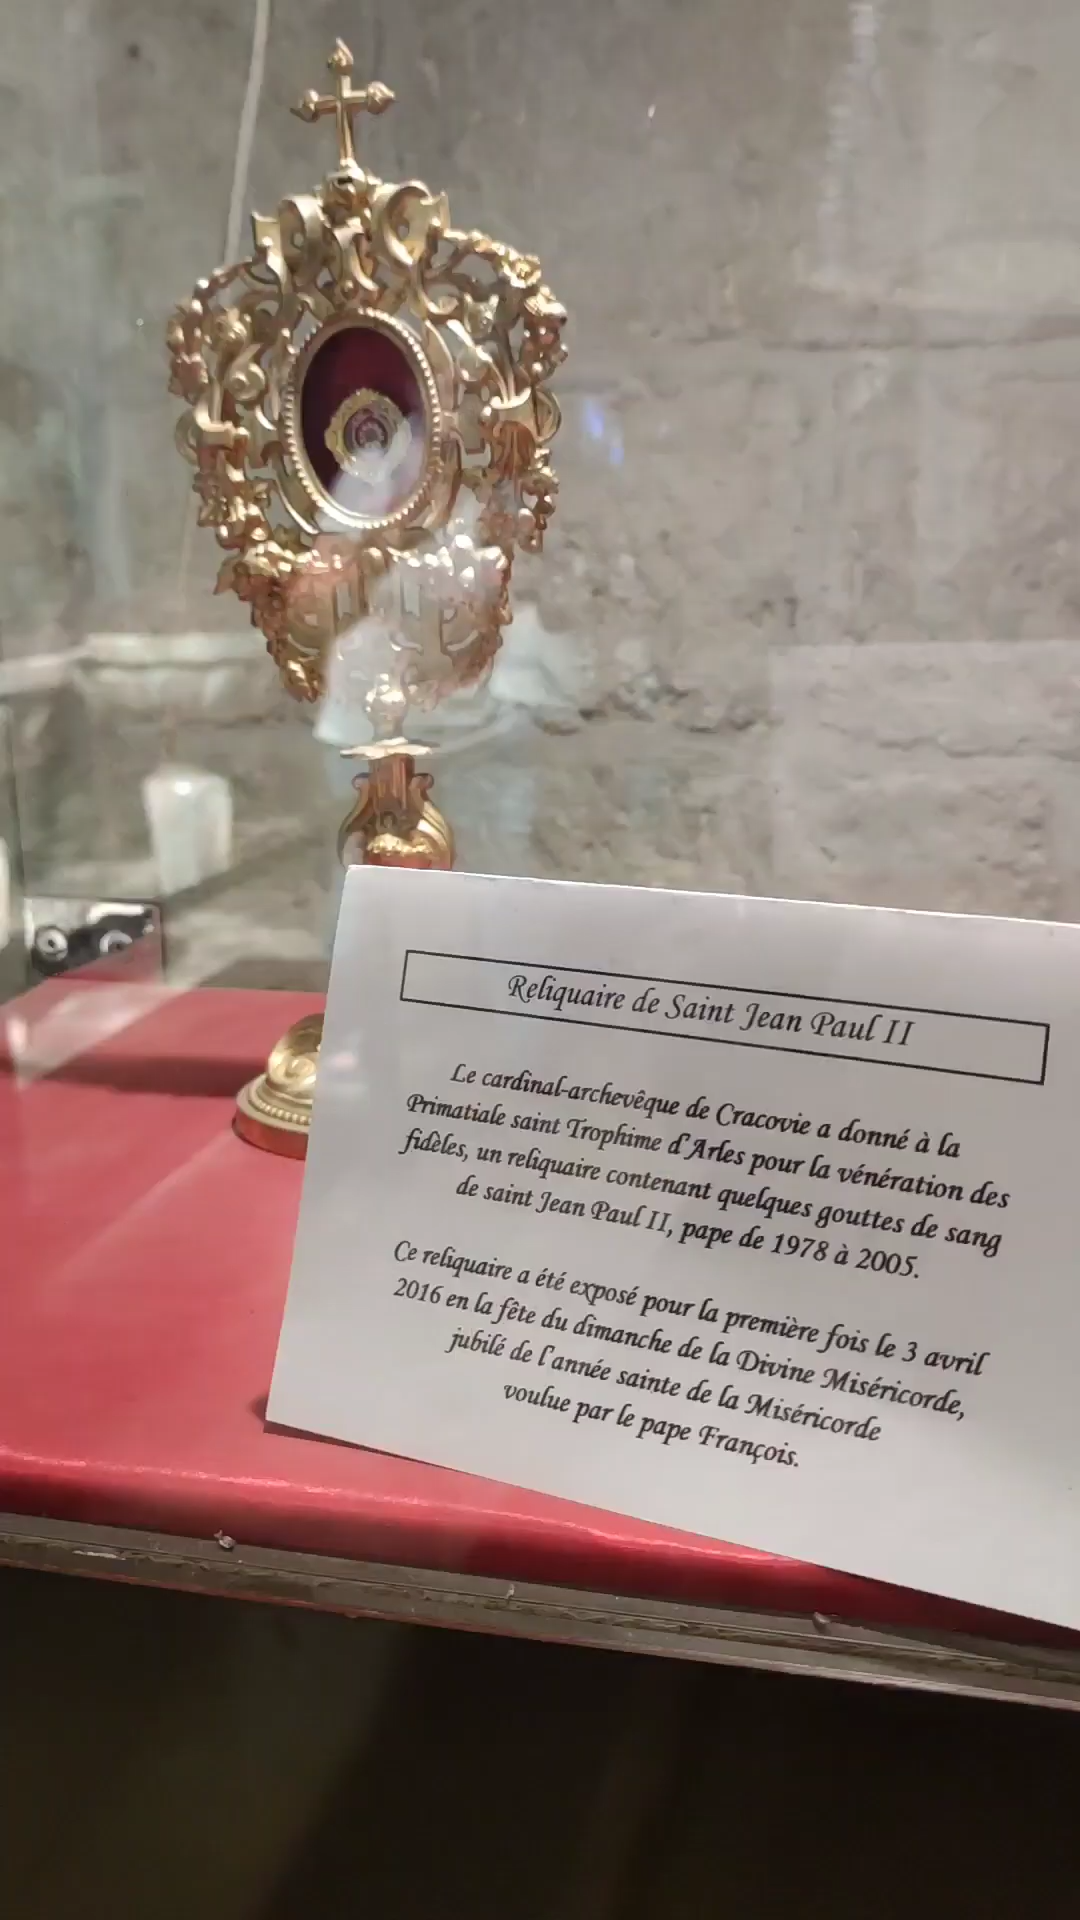 Reliquaire de Saint Jean Paul II
Le cardinal-archevêque de Cracovie a donné à la
Primatiale saint Trophime d'Arles pour la vénération des
fidèles, un reliquaire contenant quelques gouttes de sang
de saint Jean Paul II, pape de 1978 à 2005.
Ce reliquaire a été exposé pour la première fois le 3 avril
2016 en la fête du dimanche de la Divine Miséricorde,
jubilé de l'année sainte de la Miséricorde
voulue par le pape François.